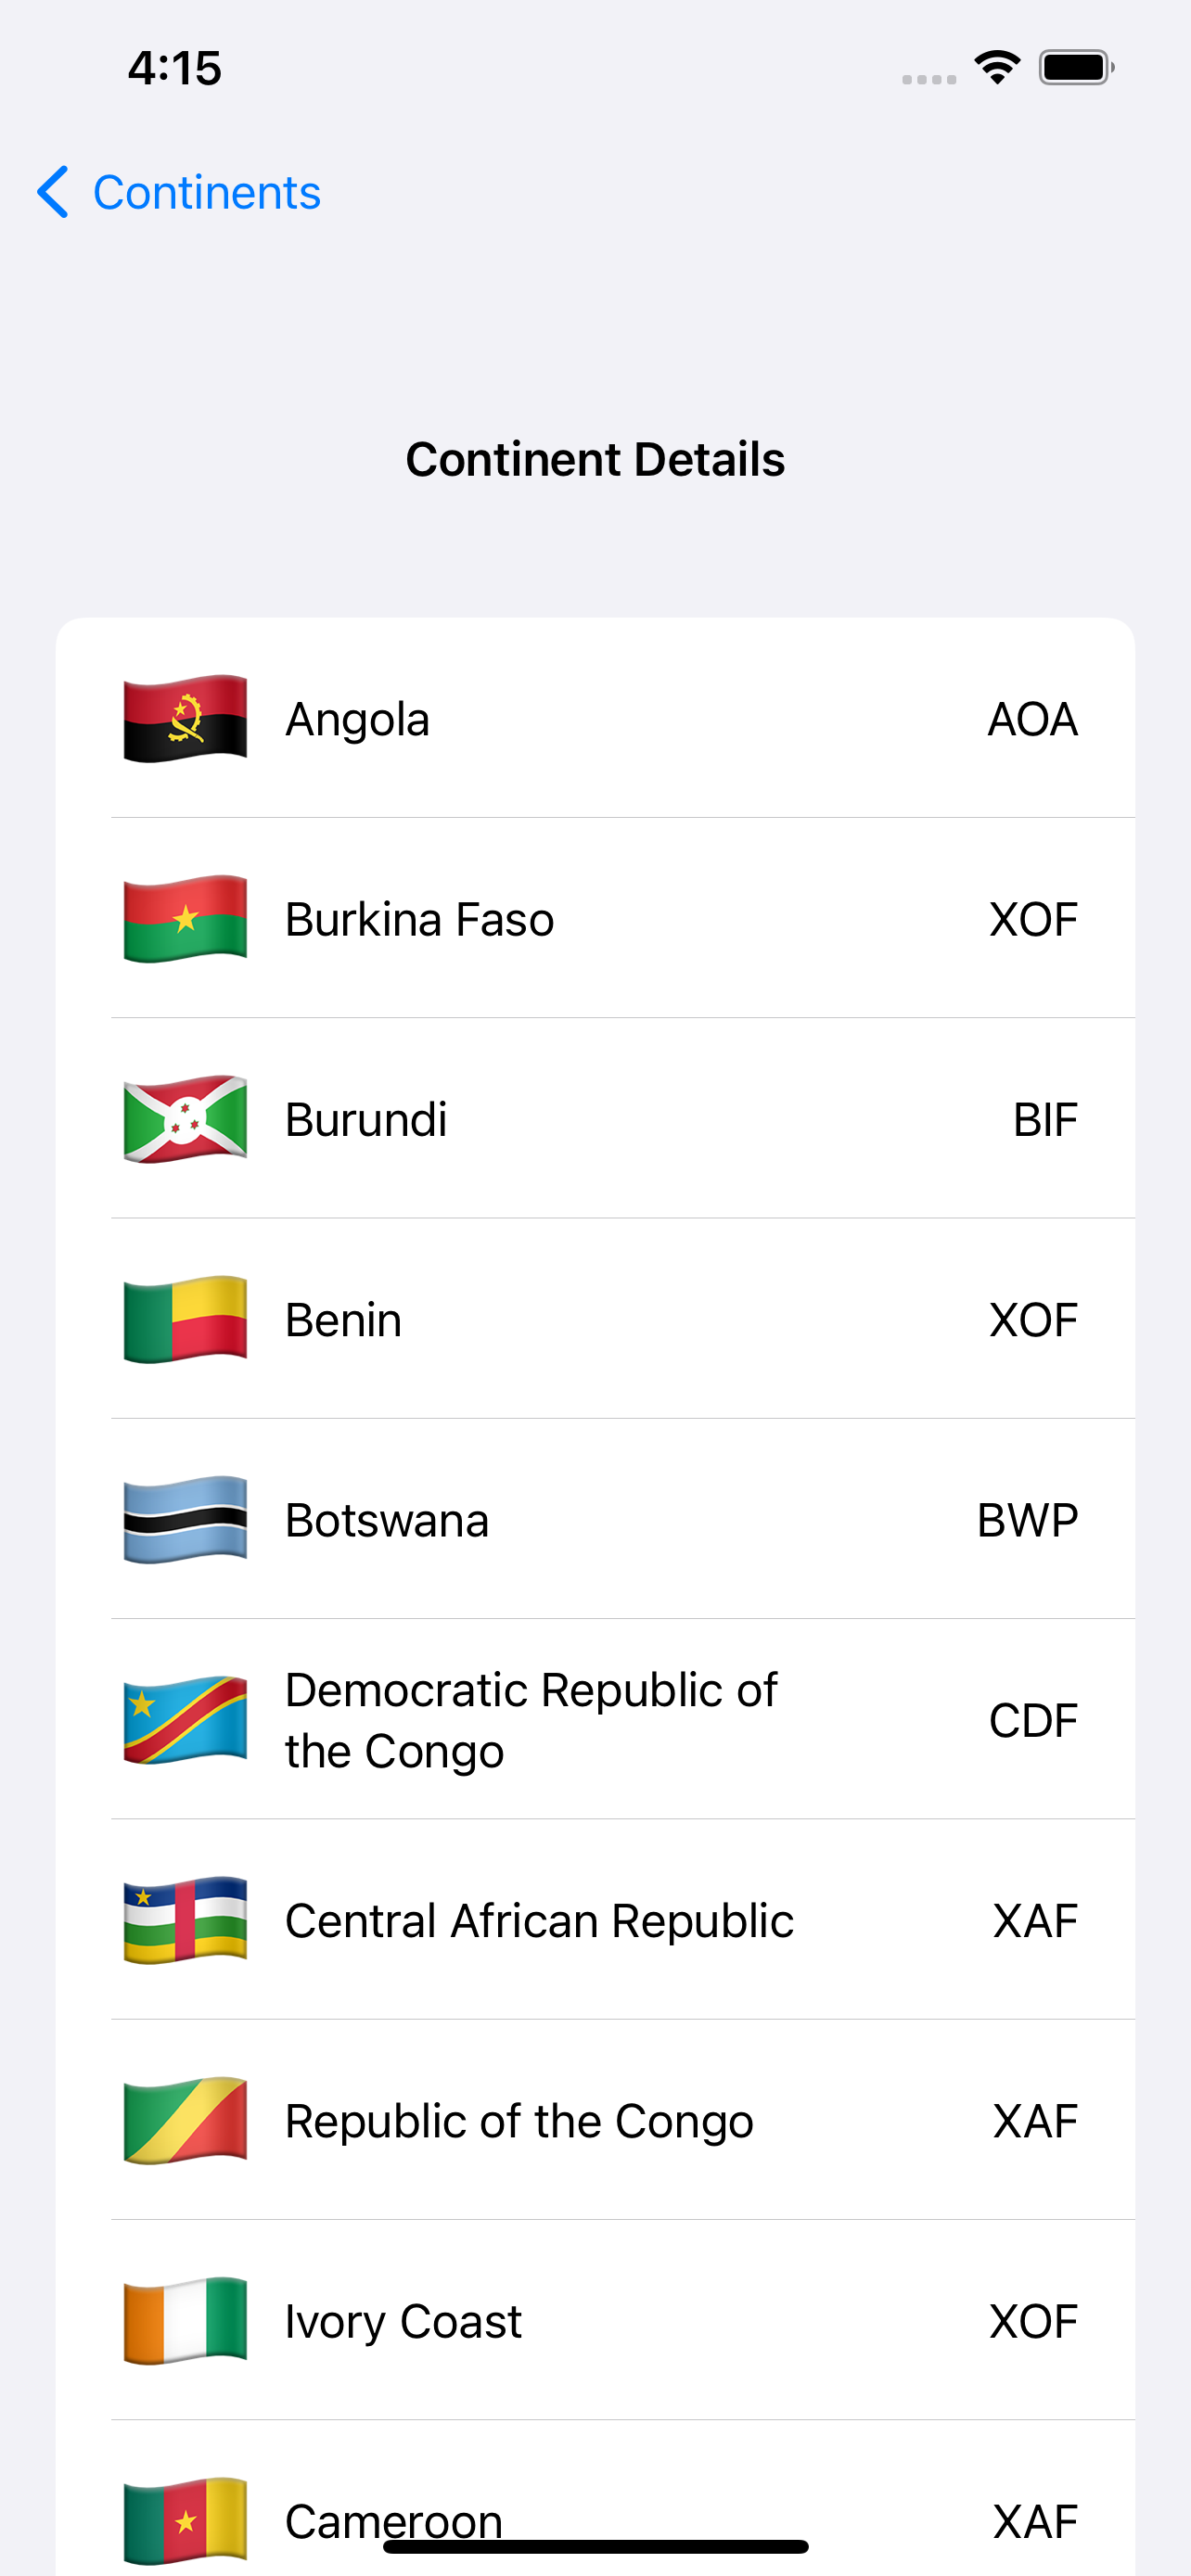 4:15
Continents
Continent Details
Angola AOA
Burkina Faso XOF
Burundi BIF
Benin XOF
Botswana BWP
Democratic Republic of
the Congo CDF
Central African Republic XAF
Republic of the Congo XAF
Ivory Coast XOF
Cameroon XAF